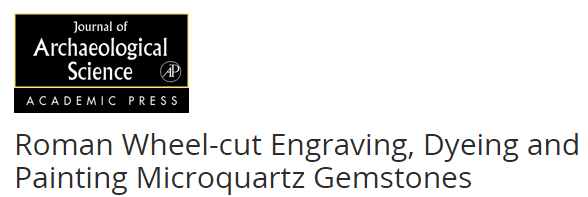 Journal of
Archaeological
Science
AP
ACADEMIC PRESS
Roman Wheel-cut Engraving, Dyeing and
Painting Microquartz Gemstones